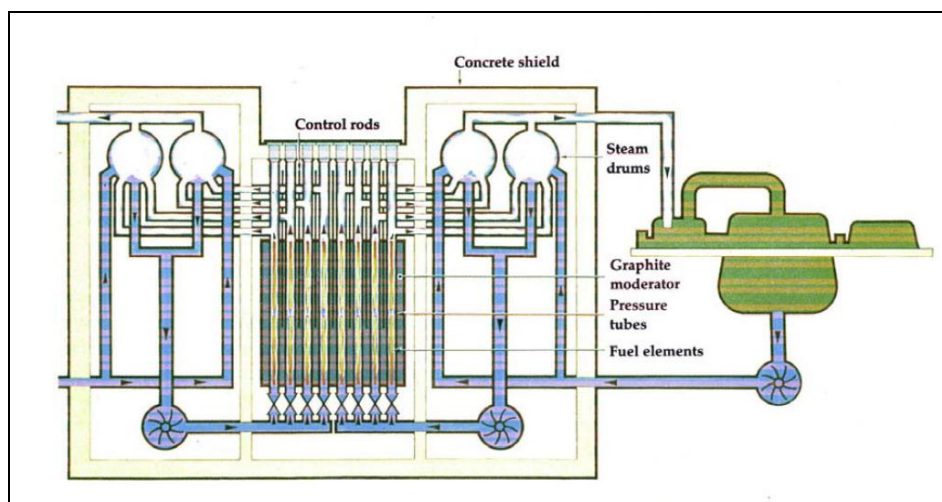 Concrete shield
Control rods
Steam
drums
Graphite
moderator
Pressure
tubes
Fuel elements